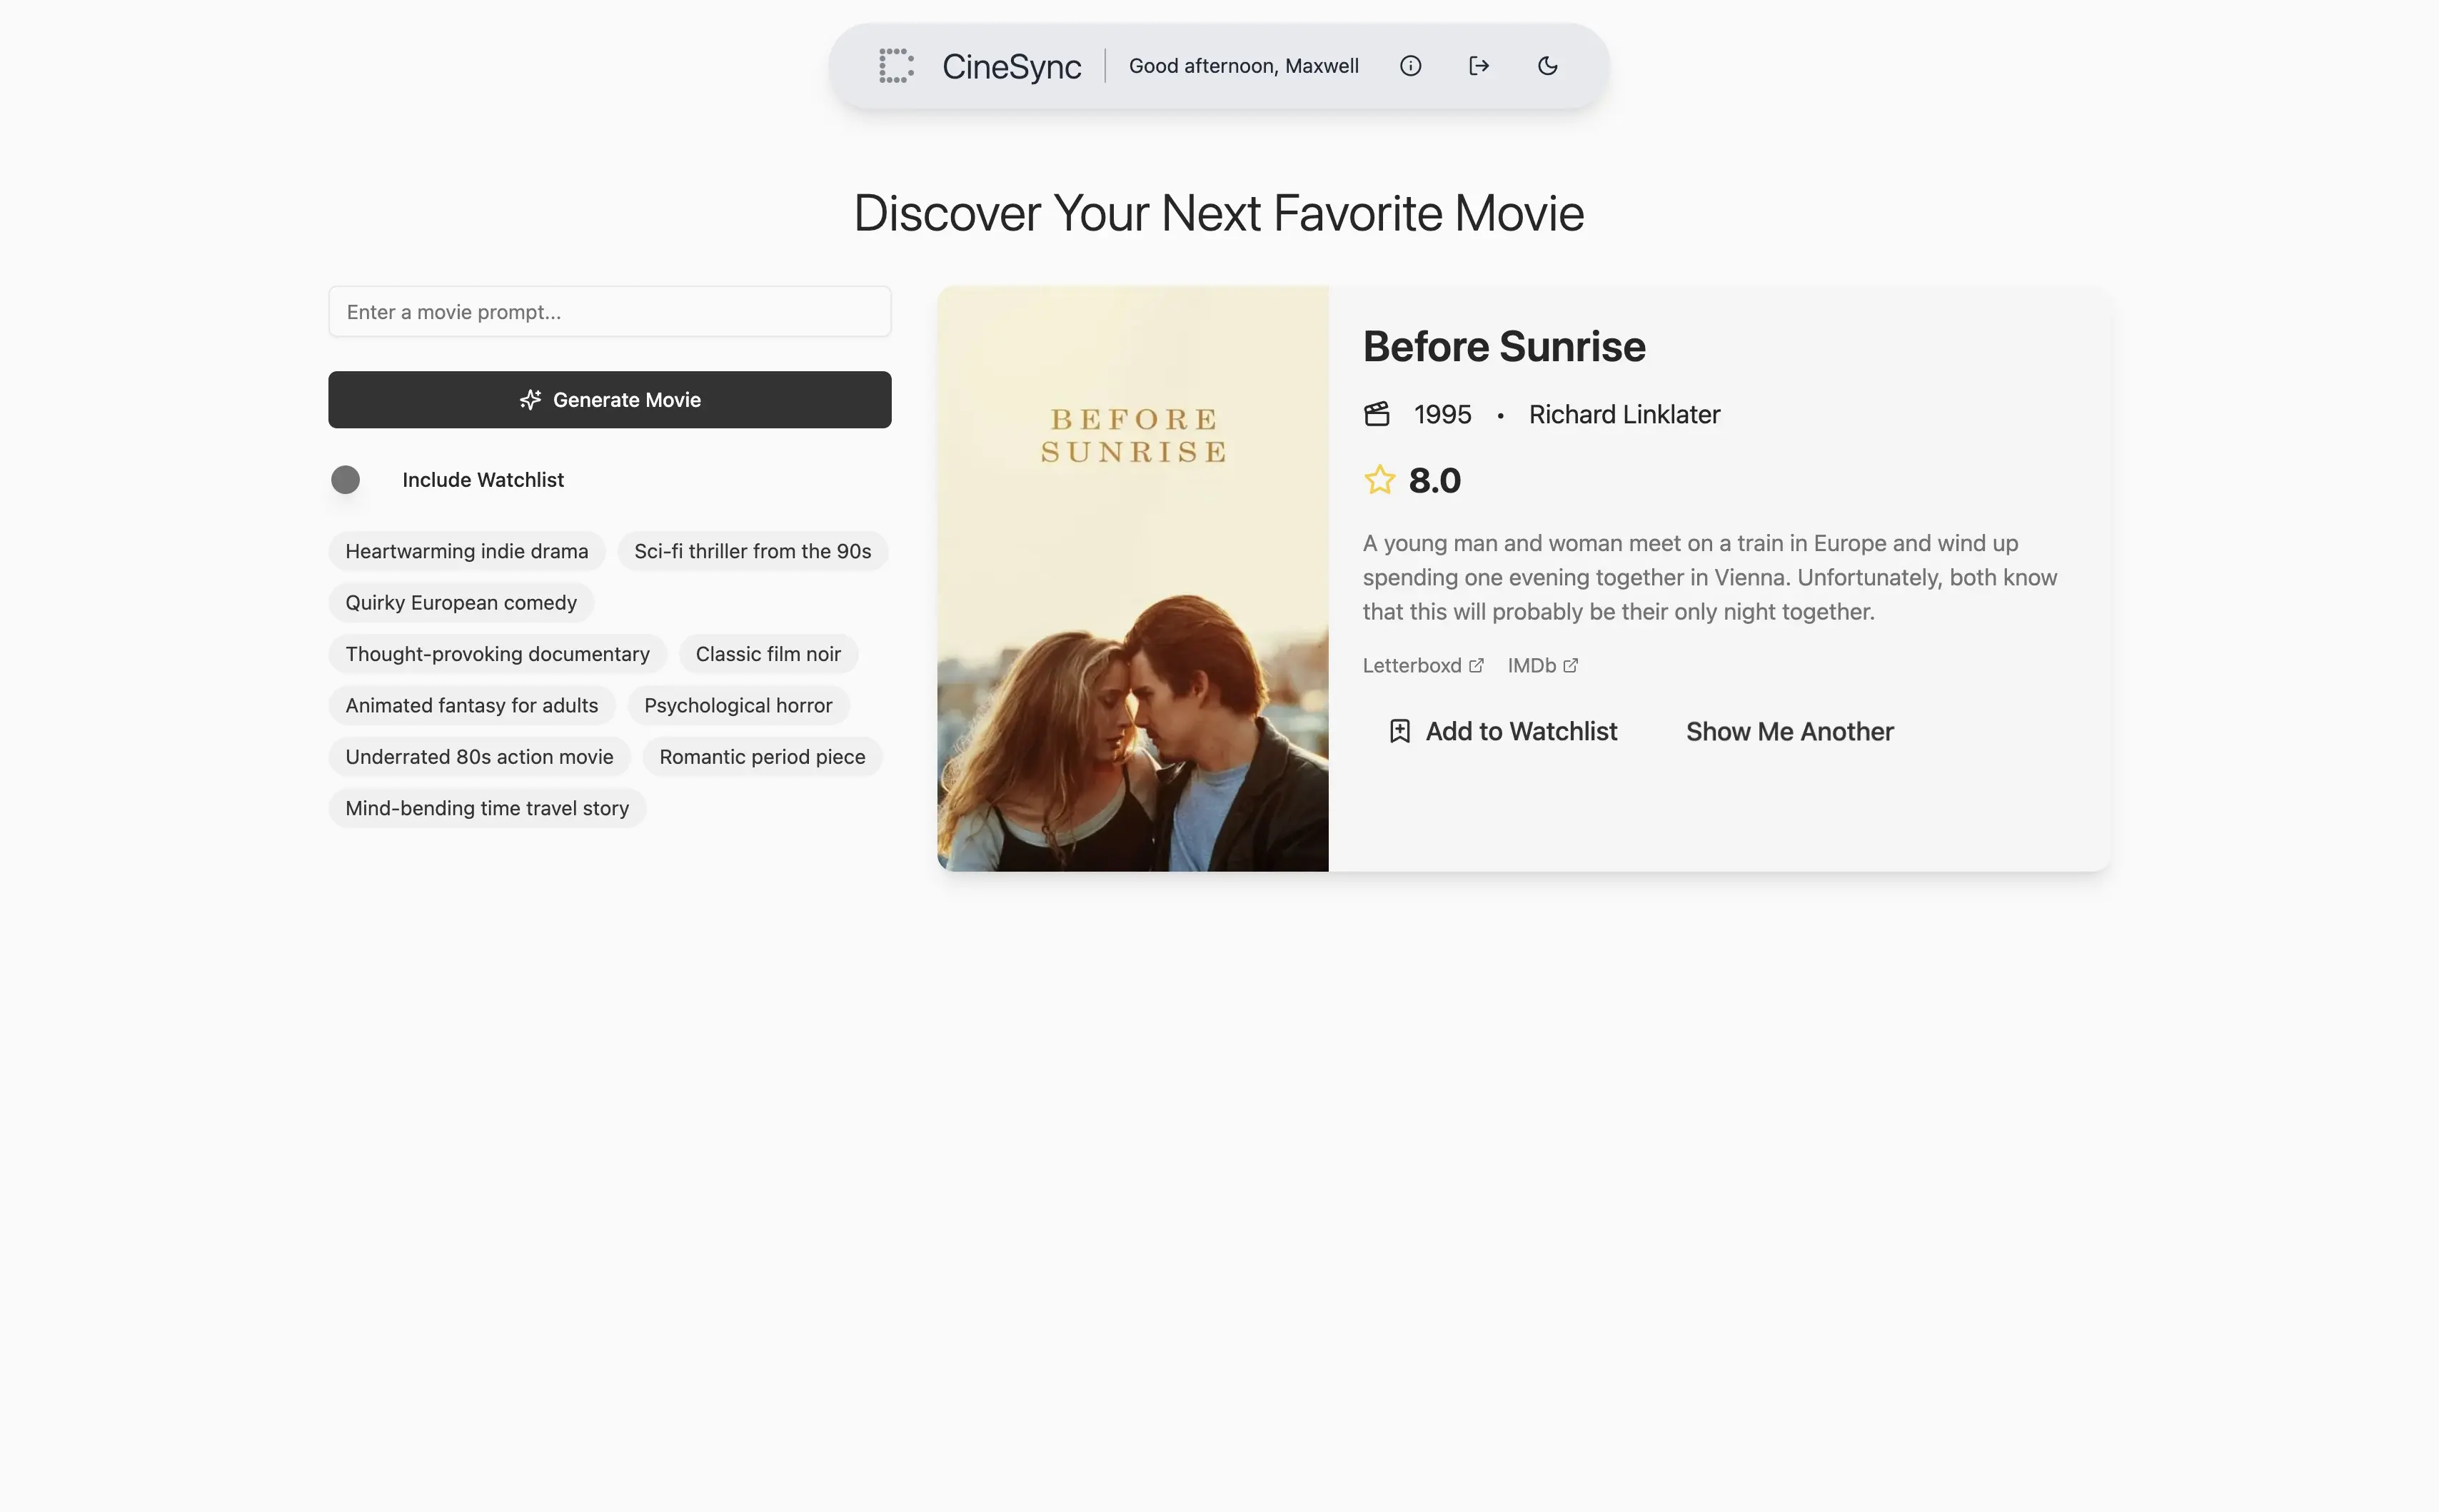 CineSync
Good afternoon, Maxwell
Discover Your Next Favorite Movie
Enter a movie prompt...
Generate Movie
Include Watchlist
Heartwarming indie drama
Sci-fi thriller from the 90s
Quirky European comedy
Thought-provoking documentary
Classic film noir
Animated fantasy for adults
Psychological horror
Underrated 80s action movie
Romantic period piece
Mind-bending time travel story
BEFORE
SUNRISE
Before Sunrise
1995 • Richard Linklater
8.0
A young man and woman meet on a train in Europe and wind up
spending one evening together in Vienna. Unfortunately, both know
that this will probably be their only night together.
Letterboxd
IMDb
Add to Watchlist
Show Me Another